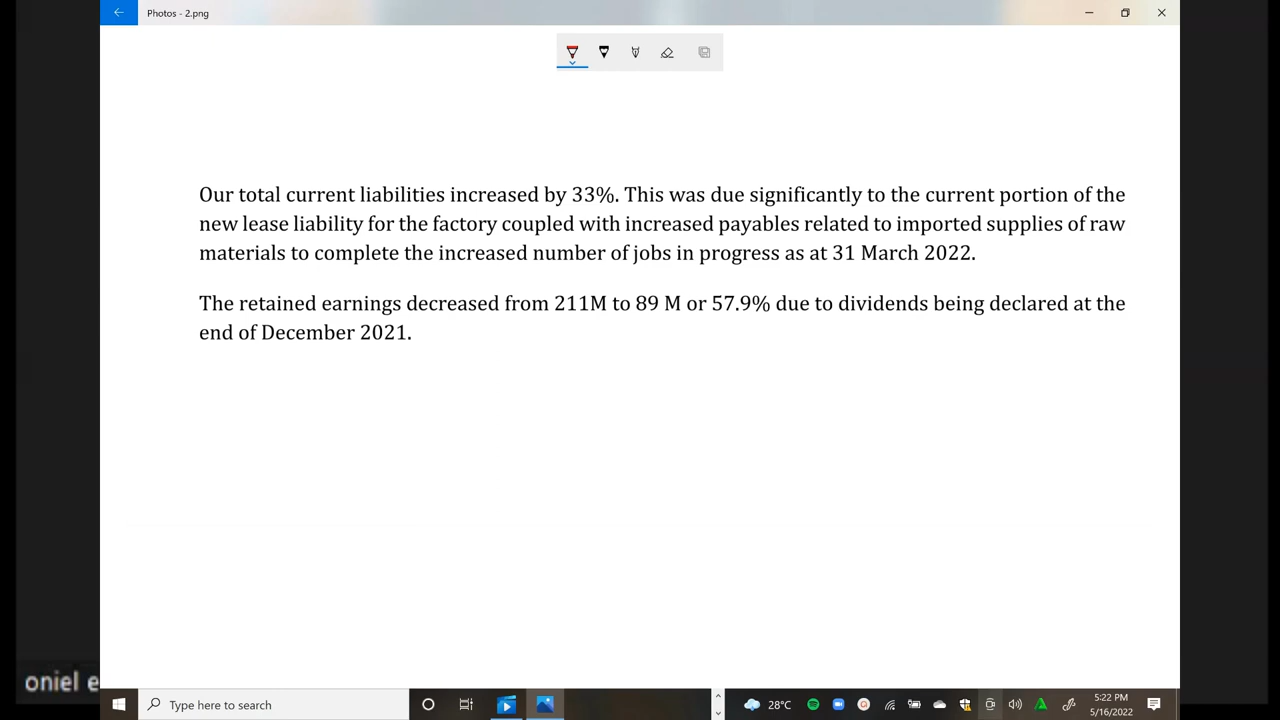 Photos - 2.png
Our total current liabilities increased by 33%. This was due significantly to the current portion of the
new lease liability for the factory coupled with increased payables related to imported supplies of raw
materials to complete the increased number of jobs in progress as at 31 March 2022.
The retained earnings decreased from 211M to 89 M or 57.9% due to dividends being declared at the
end of December 2021.
oniel e
Type here to search
28°C
5:22 PM
5/16/2022